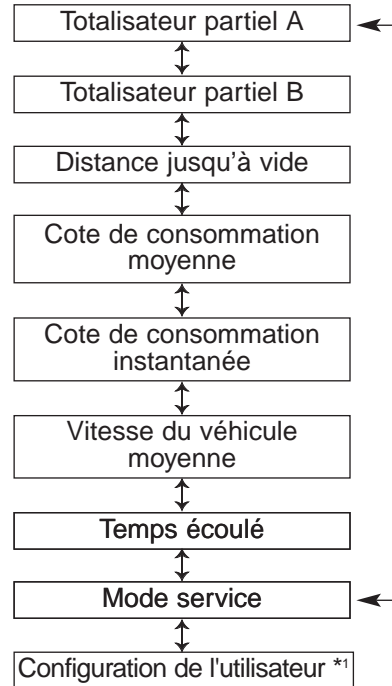 Totalisateur partiel A
Totalisateur partiel B
Distance jusqu'à vide
Cote de consommation
moyenne
Cote de consommation
instantanée
Vitesse du véhicule
moyenne
Temps écoulé
Mode service
Configuration de l'utilisateur *1